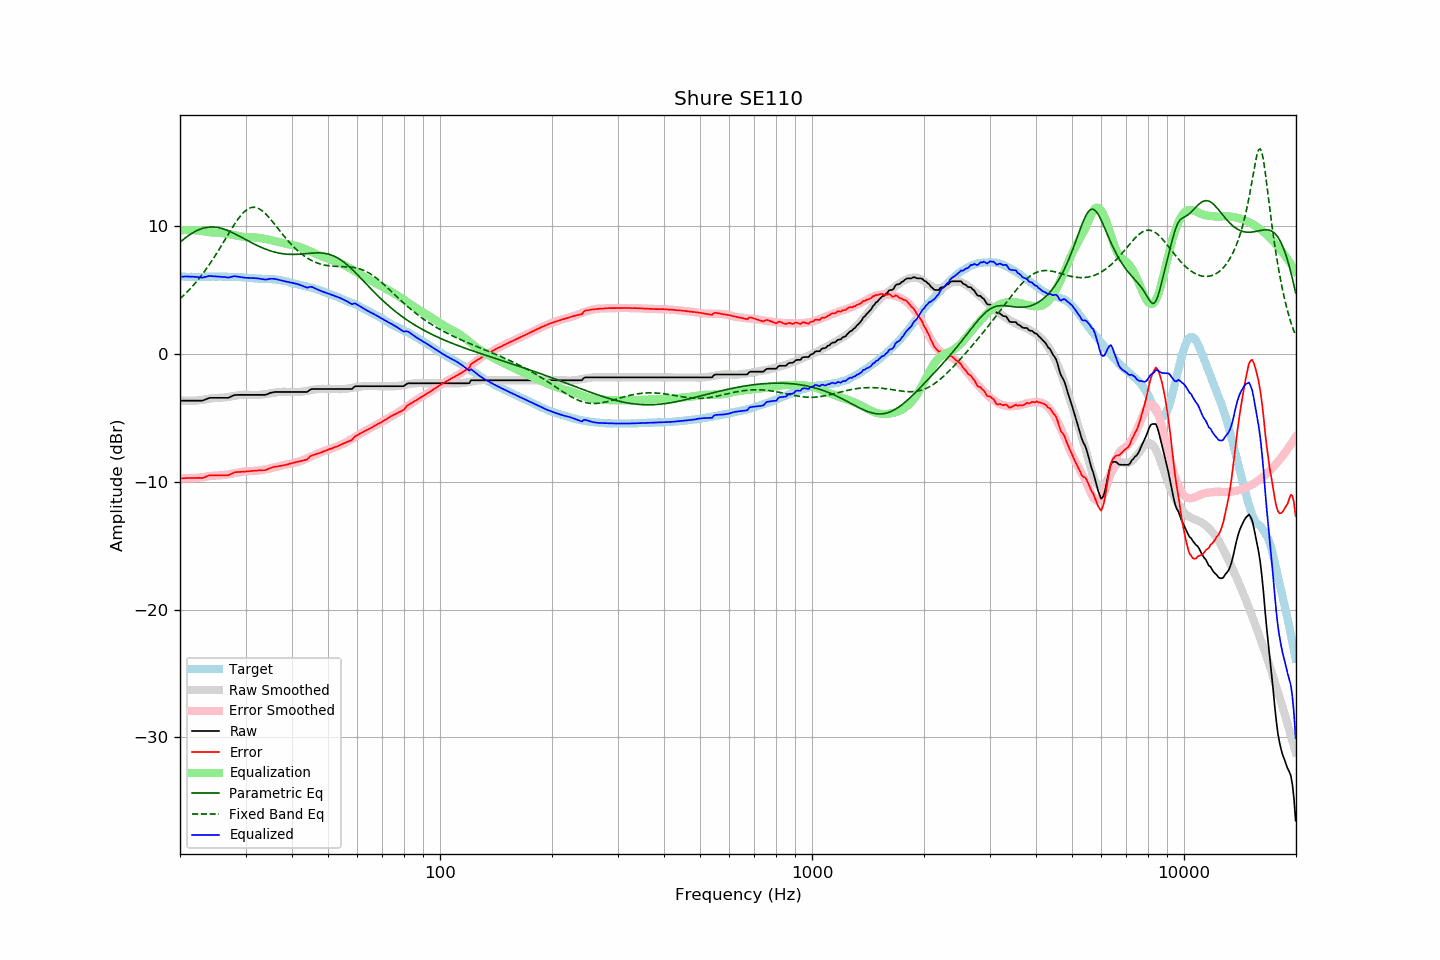 Shure SE110
Amplitude (dBr)
10
0
−10
−20
−30
Target
Raw Smoothed
Error Smoothed
Raw
Error
Equalization
Parametric Eq
Fixed Band Eq
Equalized
100
1000
10000
Frequency (Hz)